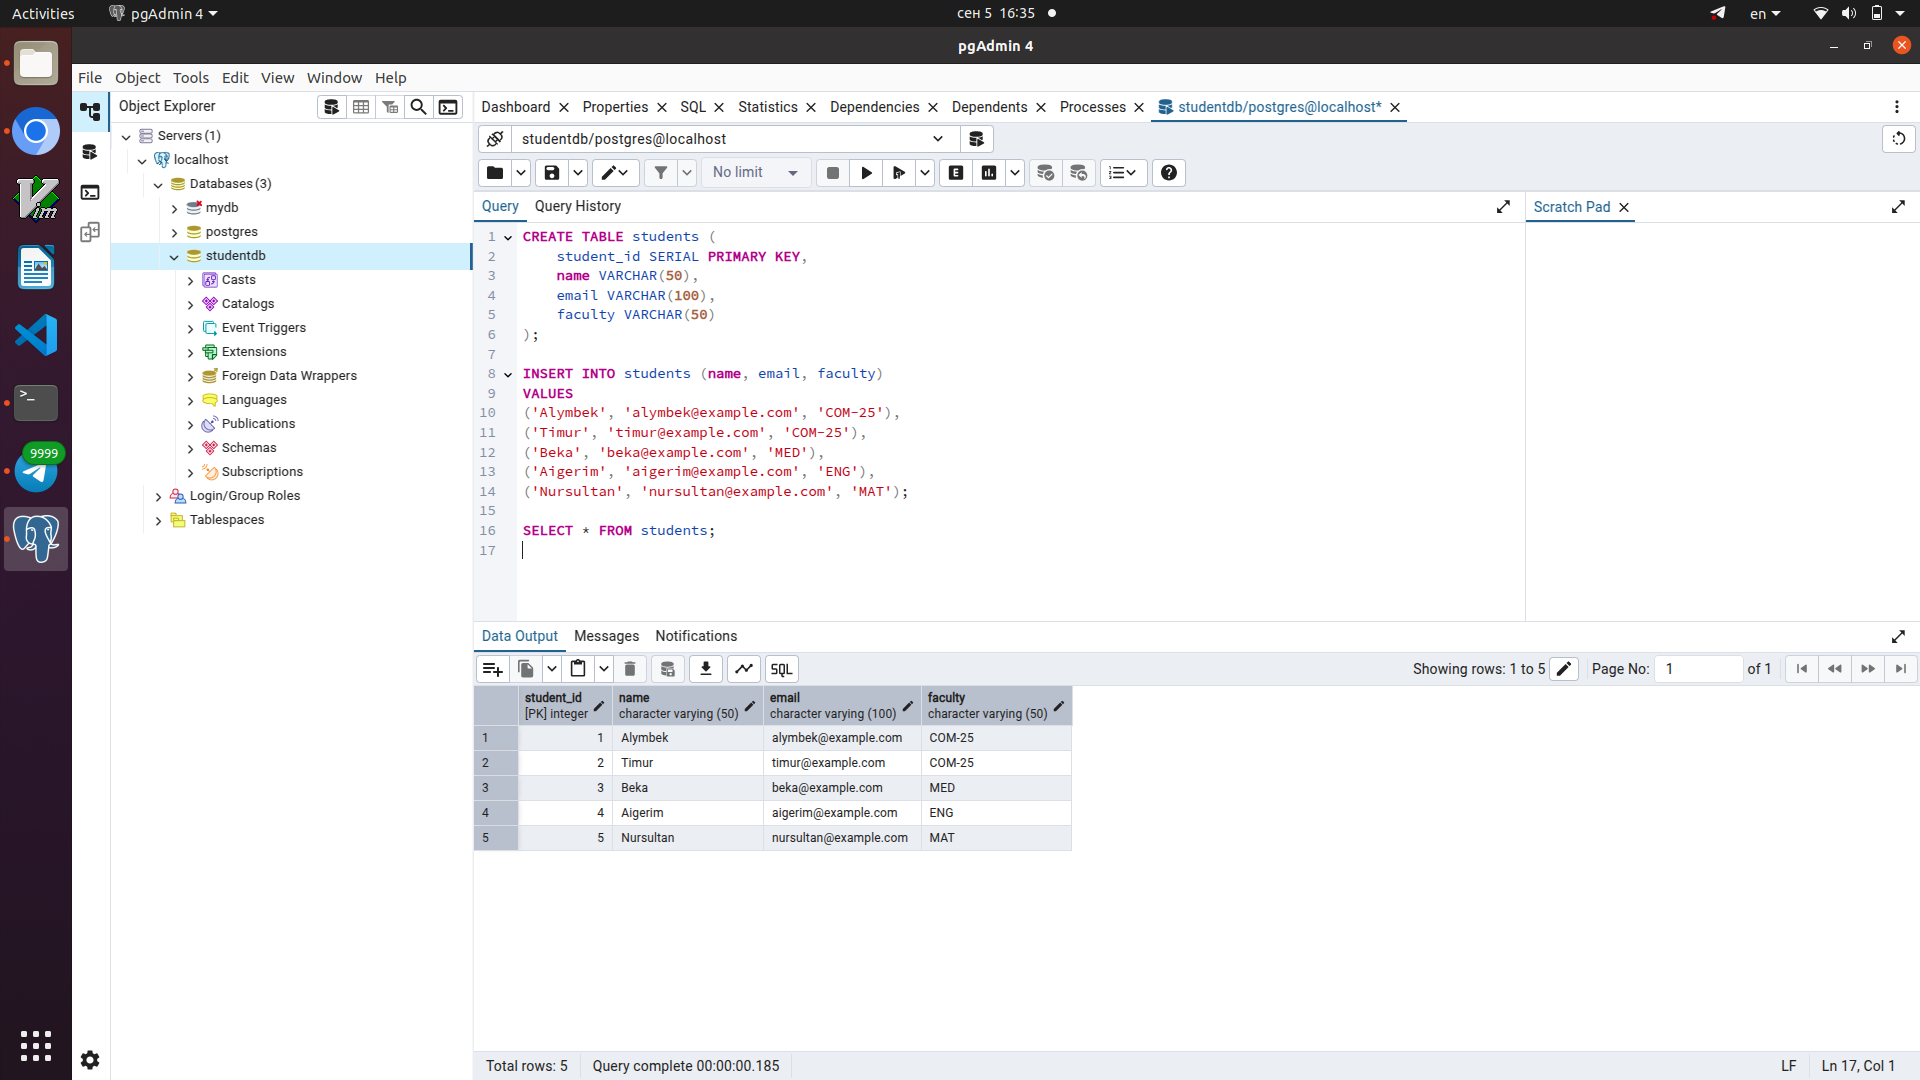 Activities
pgAdmin 4
сен 5 16:35
en
pgAdmin 4
File Object Tools Edit View Window Help
Object Explorer
Servers (1)
localhost
Databases (3)
mydb
postgres
studentdb
Casts
Catalogs
Event Triggers
Extensions
Foreign Data Wrappers
Languages
Publications
Schemas
Subscriptions
Login/Group Roles
Tablespaces
>_
9999
Dashboard Properties SQL Statistics Dependencies Dependents Processes studentdb/postgres@localhost*
studentdb/postgres@localhost
No limit
E
Query Query History
Scratch Pad
1 CREATE TABLE students (
2 student_id SERIAL PRIMARY KEY,
3 name VARCHAR(50),
4 email VARCHAR(100),
5 faculty VARCHAR(50)
6 );
7
8 INSERT INTO students (name, email, faculty)
9 VALUES
10 ('Alymbek', 'alymbek@example.com', 'COM-25'),
11 ('Timur', 'timur@example.com', 'COM-25'),
12 ('Beka', 'beka@example.com', 'MED'),
13 ('Aigerim', 'aigerim@example.com', 'ENG'),
14 ('Nursultan', 'nursultan@example.com', 'MAT');
15
16 SELECT * FROM students;
17
Data Output Messages Notifications
SQL
Showing rows: 1 to 5
Page No: 1 of 1
student_id name email faculty
[PK] integer character varying (50) character varying (100) character varying (50)
1 1 Alymbek alymbek@example.com COM-25
2 2 Timur timur@example.com COM-25
3 3 Beka beka@example.com MED
4 4 Aigerim aigerim@example.com ENG
5 5 Nursultan nursultan@example.com MAT
Total rows: 5
Query complete 00:00:00.185
LF
Ln 17, Col 1